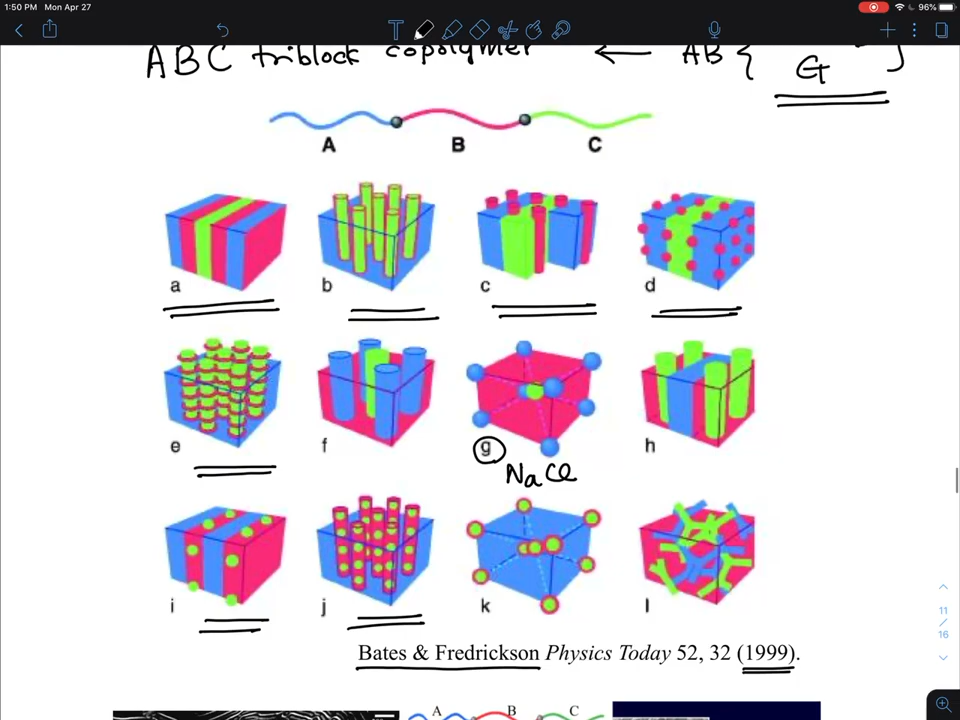 1:50 PM Mon Apr 27
96%
T
ABC triblock copolymer ← AB { G }
A B C
a b c d
e f g h
NaCl
i j k l
11
/
16
Bates & Fredrickson Physics Today 52, 32 (1999).
A B C